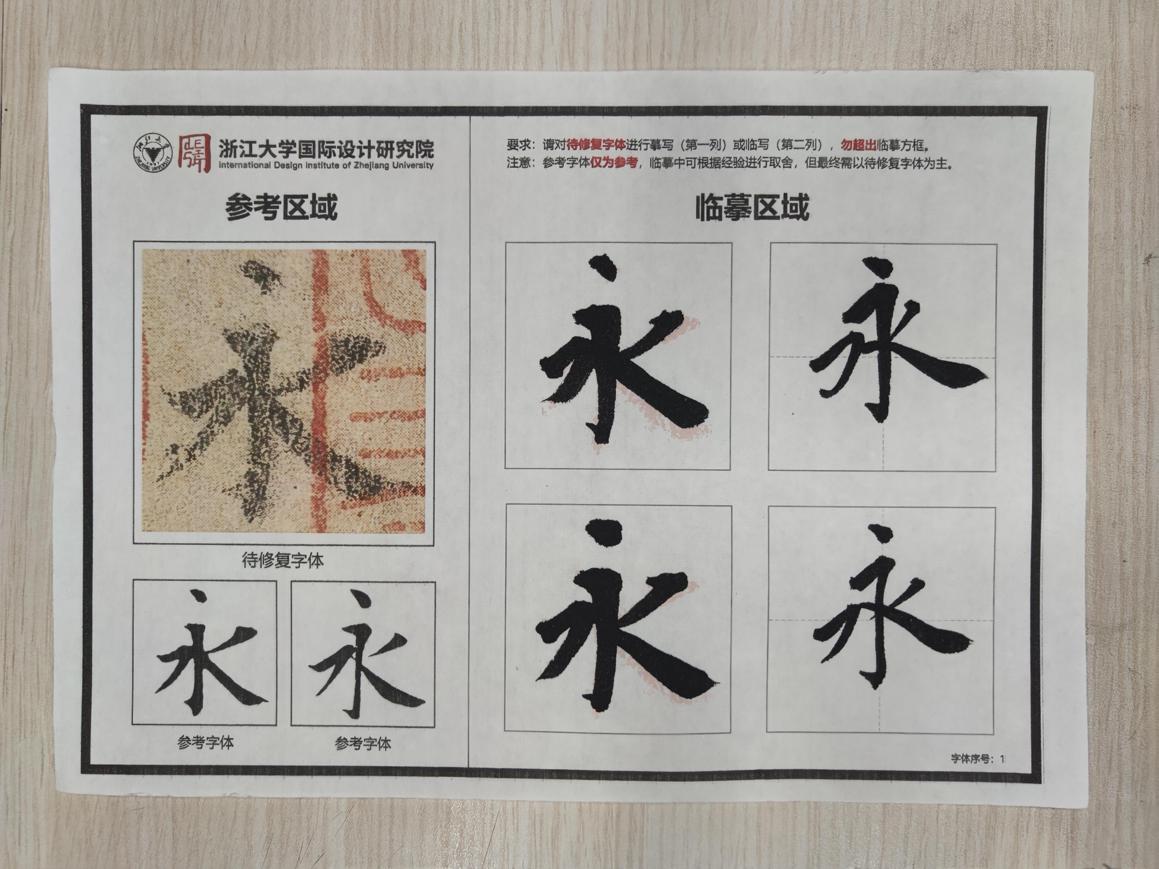 浙江大学国际设计研究院
International Design Institute of Zhejiang University
参考区域
永
待修复字体
永 永
参考字体 参考字体
要求：请对待修复字体进行摹写（第一列）或临写（第二列），勿超出临摹方框。
注意：参考字体仅为参考，临摹中可根据经验进行取舍，但最终需以待修复字体为主。
临摹区域
永 永
永 永
字体序号：1